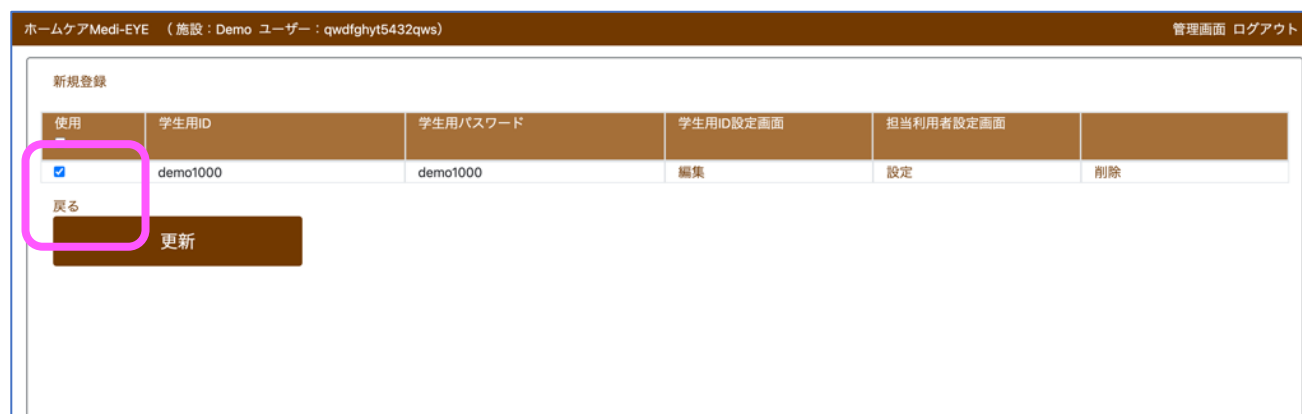 ホームケアMedi-EYE （施設：Demo ユーザー：qwdfghyt5432qws） 管理画面 ログアウト
新規登録
使用 学生用ID 学生用パスワード 学生用ID設定画面 担当利用者設定画面
demo1000 demo1000 編集 設定 削除
戻る
更新